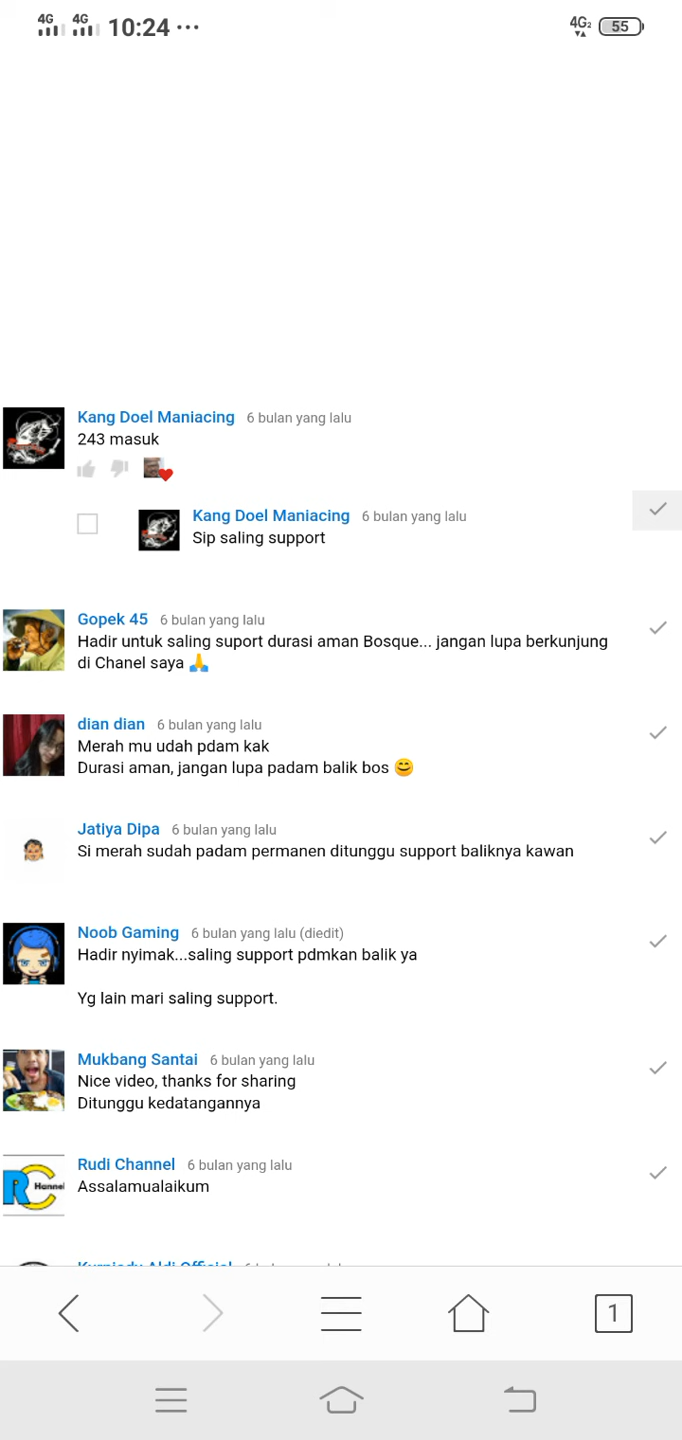 4G 4G 10:24 ... 4G2 55
Kang Doel Maniacing 6 bulan yang lalu
243 masuk
Kang Doel Maniacing 6 bulan yang lalu
Sip saling support
Gopek 45 6 bulan yang lalu
Hadir untuk saling suport durasi aman Bosque... jangan lupa berkunjung
di Chanel saya 🙏
dian dian 6 bulan yang lalu
Merah mu udah pdam kak
Durasi aman, jangan lupa padam balik bos 😊
Jatiya Dipa 6 bulan yang lalu
Si merah sudah padam permanen ditunggu support baliknya kawan
Noob Gaming 6 bulan yang lalu (diedit)
Hadir nyimak...saling support pdmkan balik ya
Yg lain mari saling support.
Mukbang Santai 6 bulan yang lalu
Nice video, thanks for sharing
Ditunggu kedatangannya
Rudi Channel 6 bulan yang lalu
RC Hannel
Assalamualaikum
1